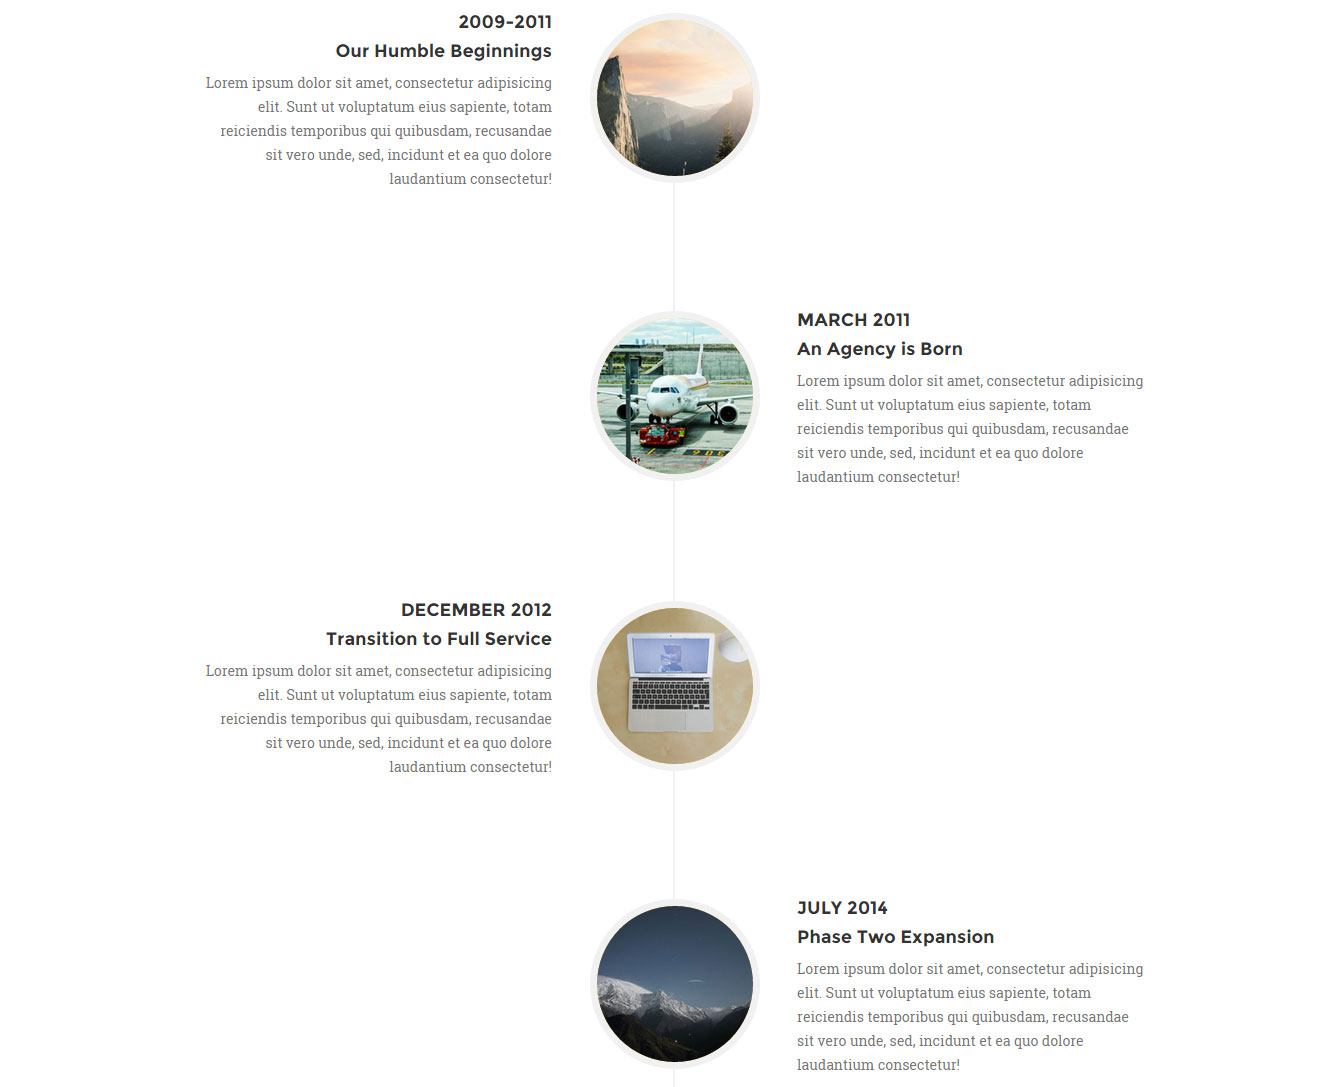 2009-2011
Our Humble Beginnings
Lorem ipsum dolor sit amet, consectetur adipisicing
elit. Sunt ut voluptatum eius sapiente, totam
reiciendis temporibus qui quibusdam, recusandae
sit vero unde, sed, incidunt et ea quo dolore
laudantium consectetur!
MARCH 2011
An Agency is Born
Lorem ipsum dolor sit amet, consectetur adipisicing
elit. Sunt ut voluptatum eius sapiente, totam
reiciendis temporibus qui quibusdam, recusandae
sit vero unde, sed, incidunt et ea quo dolore
laudantium consectetur!
DECEMBER 2012
Transition to Full Service
Lorem ipsum dolor sit amet, consectetur adipisicing
elit. Sunt ut voluptatum eius sapiente, totam
reiciendis temporibus qui quibusdam, recusandae
sit vero unde, sed, incidunt et ea quo dolore
laudantium consectetur!
JULY 2014
Phase Two Expansion
Lorem ipsum dolor sit amet, consectetur adipisicing
elit. Sunt ut voluptatum eius sapiente, totam
reiciendis temporibus qui quibusdam, recusandae
sit vero unde, sed, incidunt et ea quo dolore
laudantium consectetur!